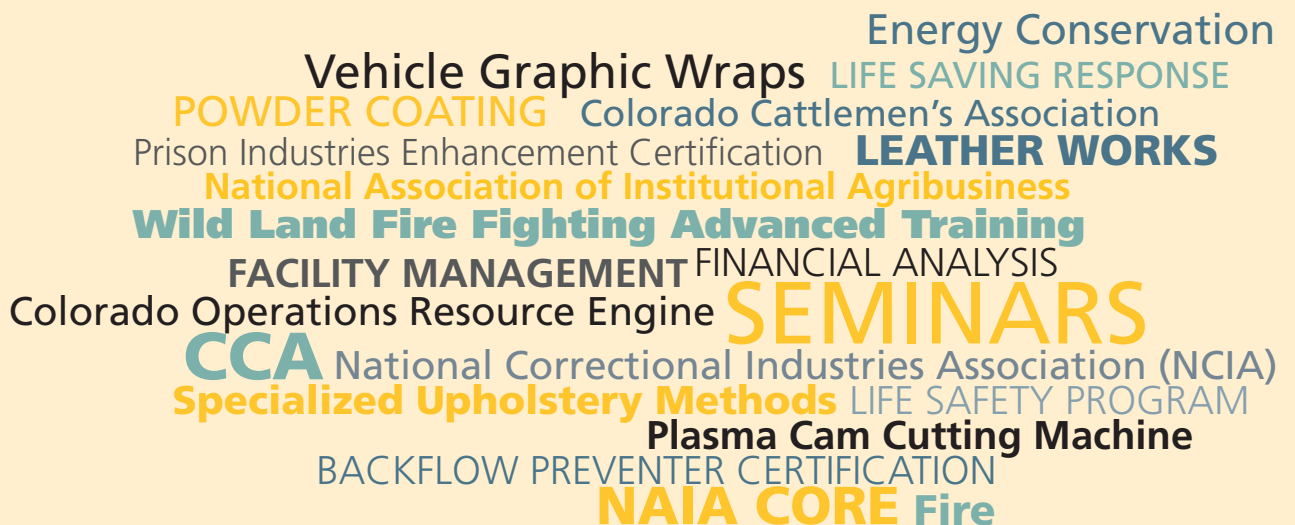 Energy Conservation
Vehicle Graphic Wraps LIFE SAVING RESPONSE
POWDER COATING Colorado Cattlemen’s Association
Prison Industries Enhancement Certification LEATHER WORKS
National Association of Institutional Agribusiness
Wild Land Fire Fighting Advanced Training
FACILITY MANAGEMENT FINANCIAL ANALYSIS
Colorado Operations Resource Engine SEMINARS
CCA National Correctional Industries Association (NCIA)
Specialized Upholstery Methods LIFE SAFETY PROGRAM
Plasma Cam Cutting Machine
BACKFLOW PREVENTER CERTIFICATION
NAIA CORE Fire